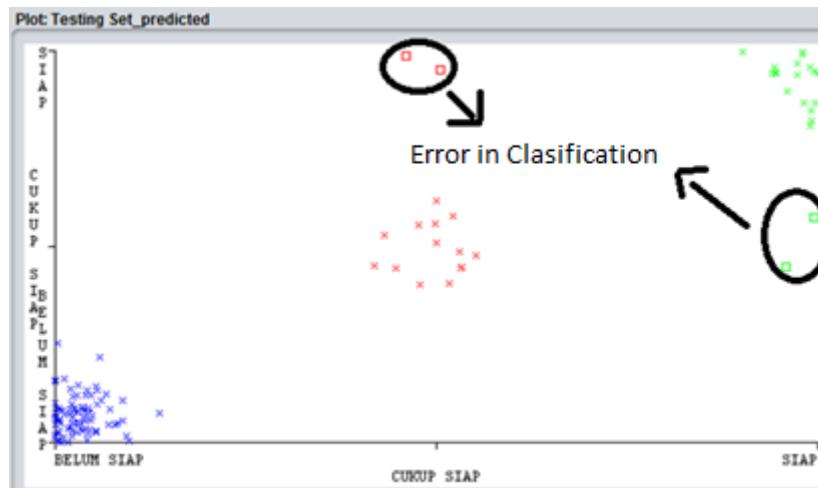 Plot: Testing Set_predicted
SIAP
CUKUP SIAP
BELUM SIAP
Error in Clasification
BELUM SIAP
CUKUP SIAP
SIAP